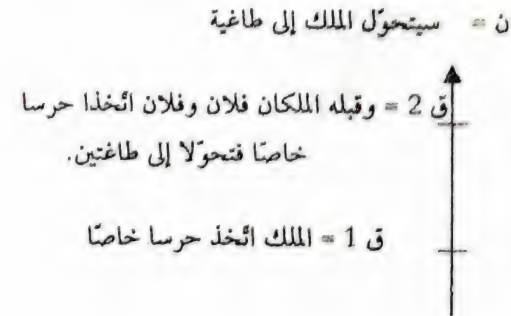 ن = سيتحوّل الملك إلى طاغية
ق 2 = وقبله الملكان فلان وفلان اتّخذا حرسا
خاصّا فتحوّلا إلى طاغتين.
ق 1 = الملك اتّخذ حرسا خاصّا